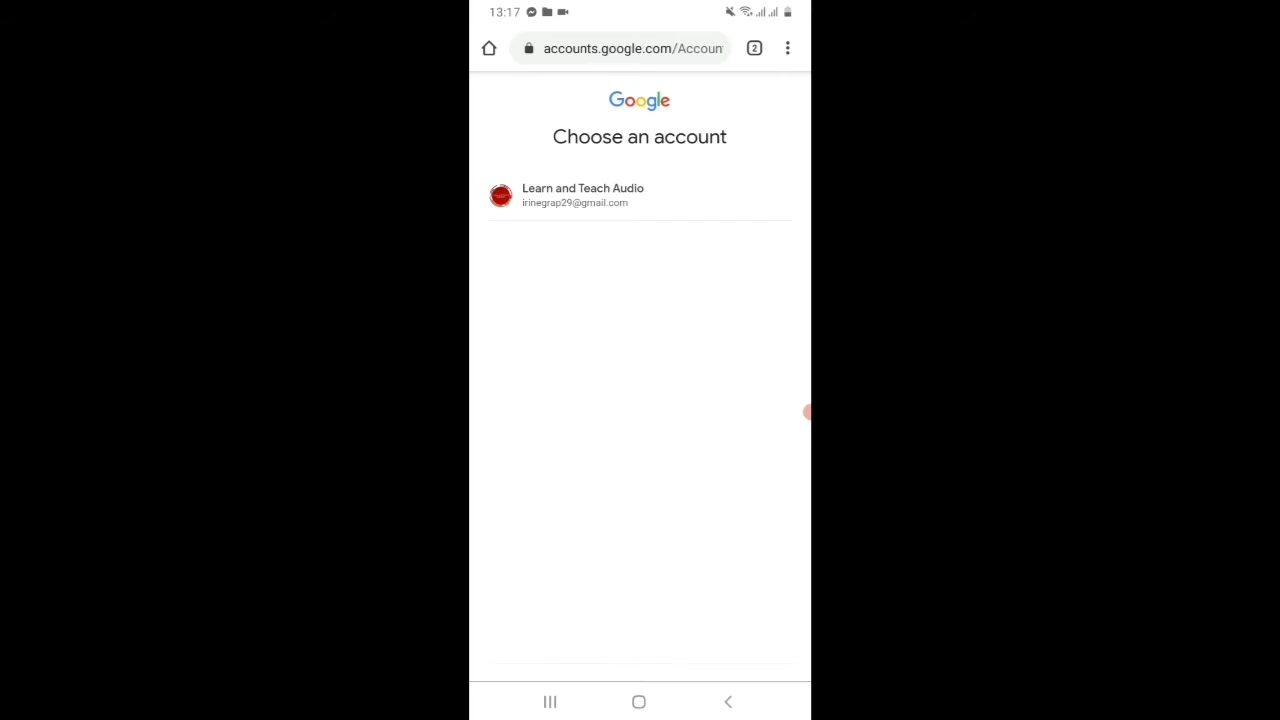 13:17
accounts.google.com/Accoun
2
Google
Choose an account
Learn and Teach Audio
irinegrap29@gmail.com